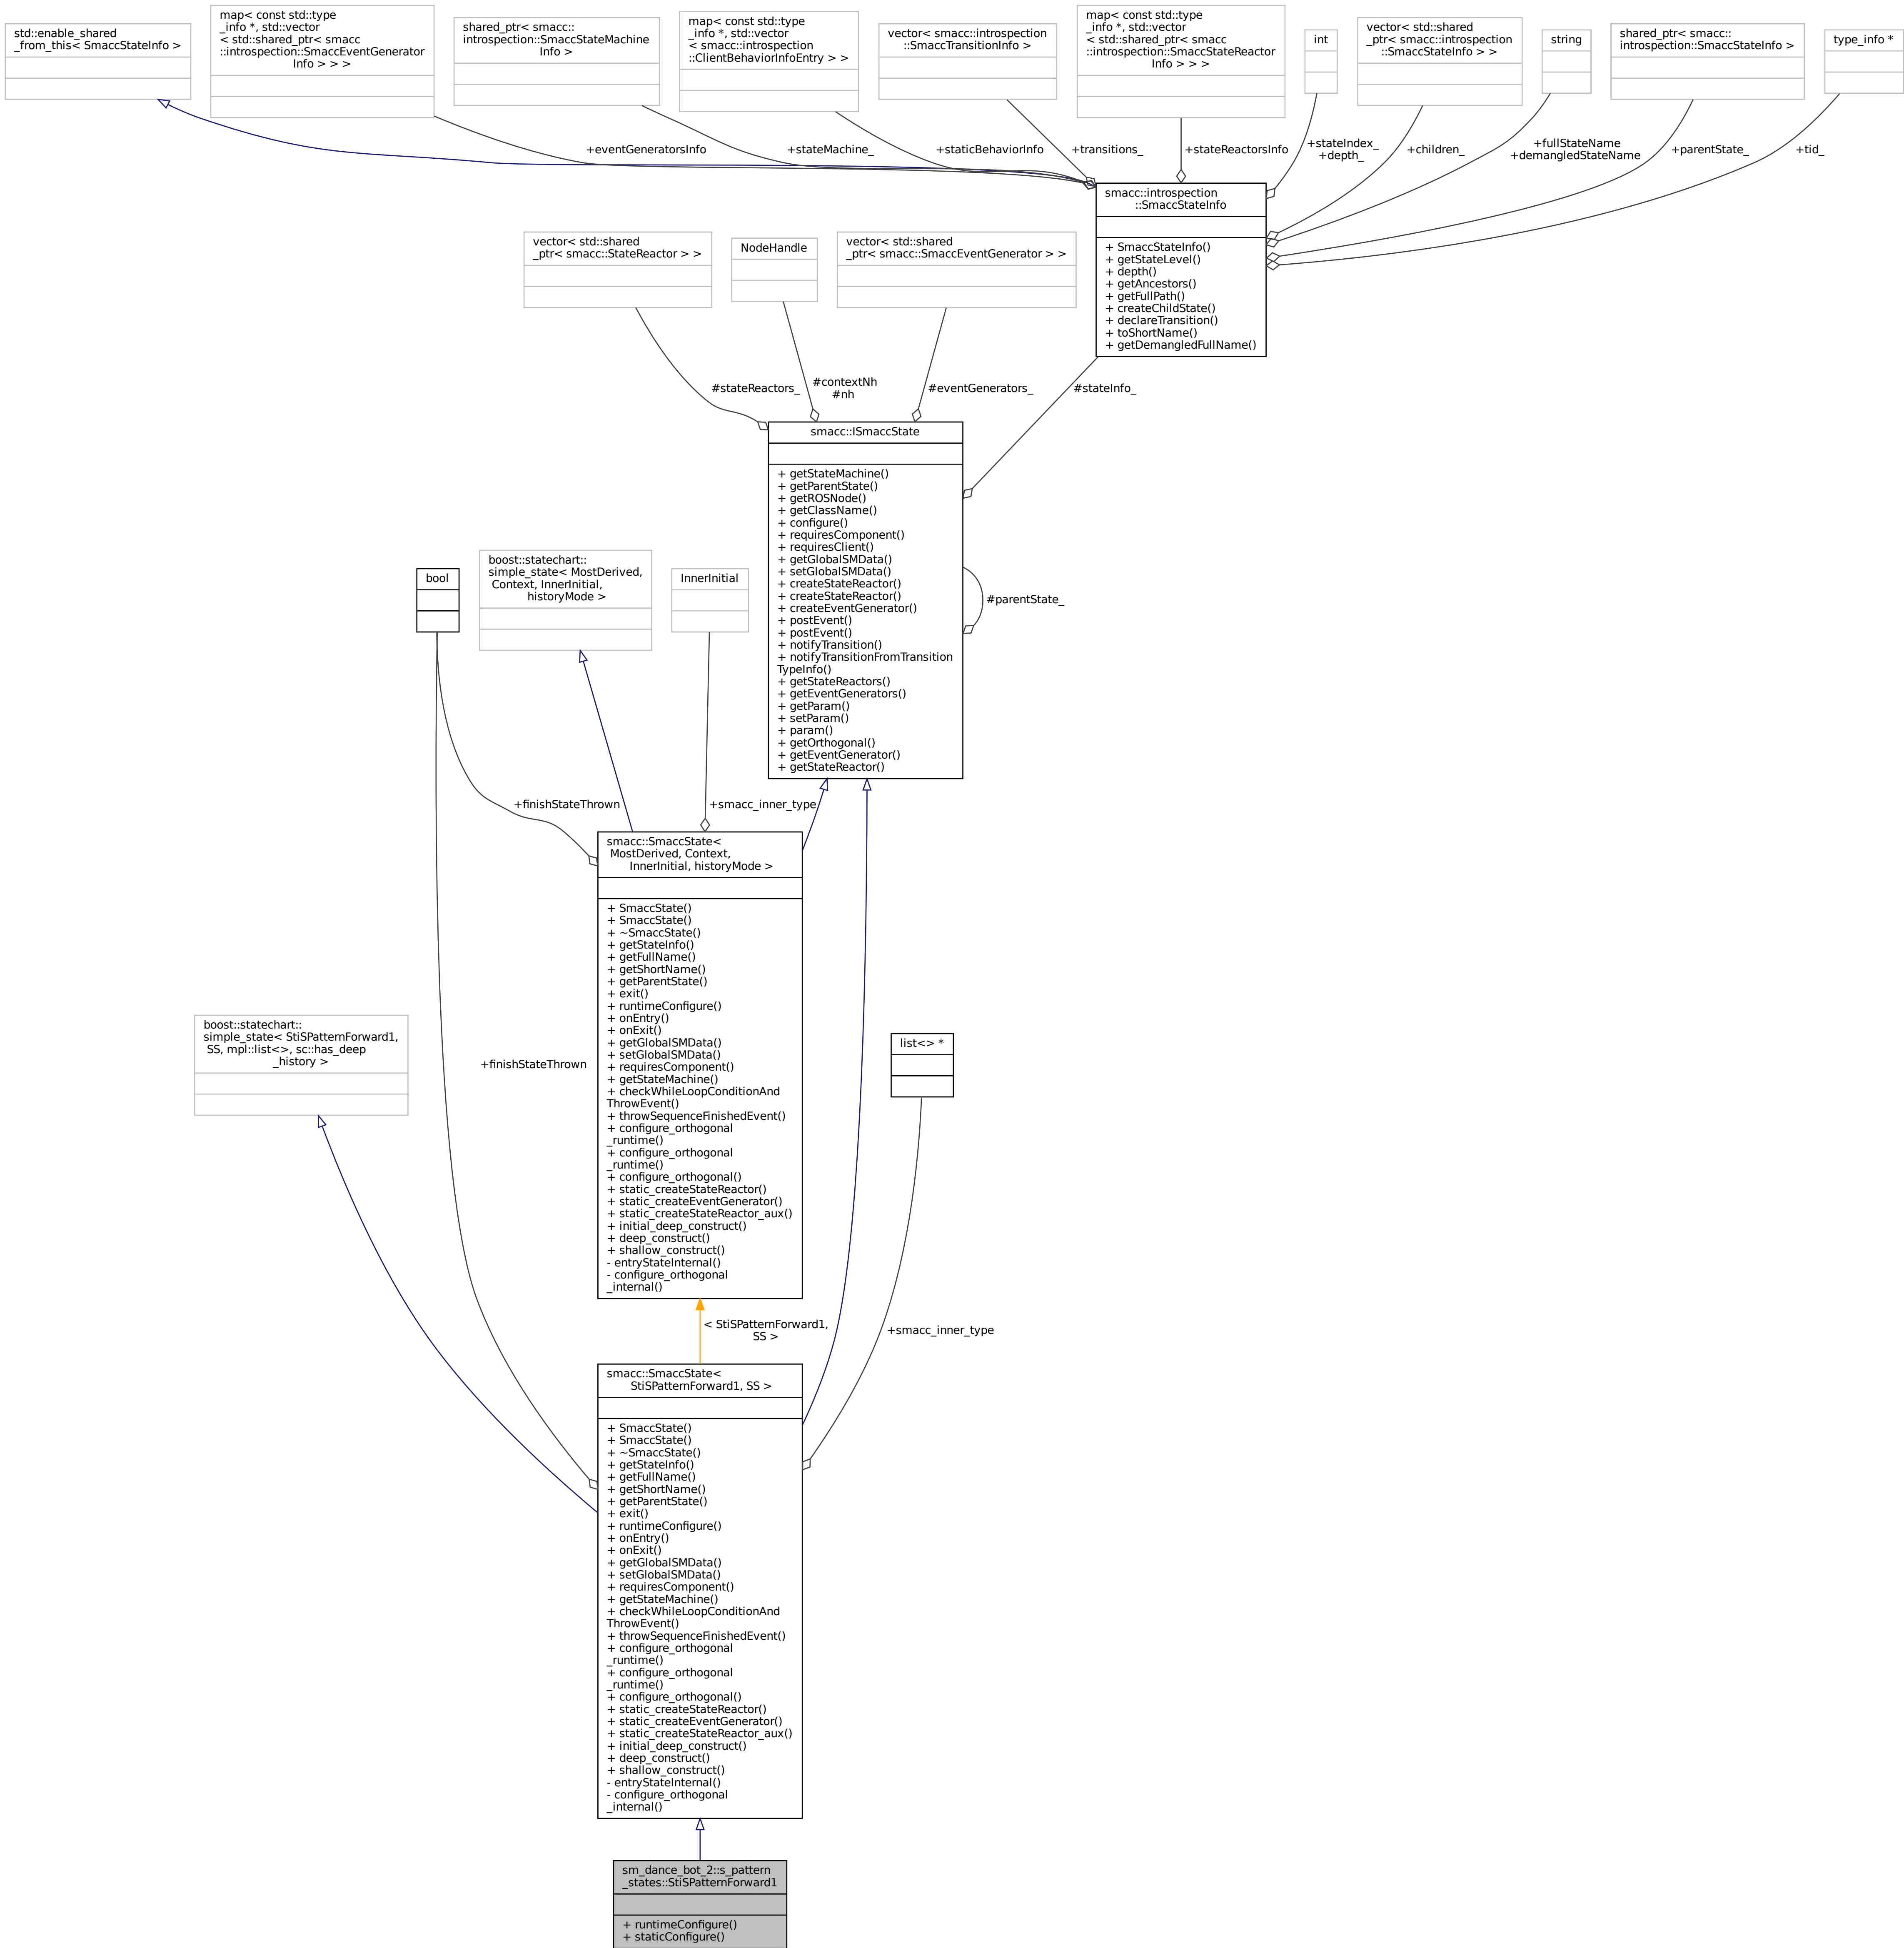 std::enable_shared
_from_this< SmaccStateInfo >
map< const std::type
_info *, std::vector
< std::shared_ptr< smacc
::introspection::SmaccEventGenerator
Info > > >
shared_ptr< smacc::
introspection::SmaccStateMachine
Info >
map< const std::type
_info *, std::vector
< smacc::introspection
::ClientBehaviorInfoEntry > >
vector< smacc::introspection
::SmaccTransitionInfo >
map< const std::type
_info *, std::vector
< std::shared_ptr< smacc
::introspection::SmaccStateReactor
Info > > >
int
vector< std::shared
_ptr< smacc::introspection
::SmaccStateInfo > >
string
shared_ptr< smacc::
introspection::SmaccStateInfo >
type_info *
+eventGeneratorsInfo
+stateMachine_
+staticBehaviorInfo
+transitions_
+stateReactorsInfo
+stateIndex_
+depth_
+children_
+fullStateName
+demangledStateName
+parentState_
+tid_
smacc::introspection
::SmaccStateInfo
+ SmaccStateInfo()
+ getStateLevel()
+ depth()
+ getAncestors()
+ getFullPath()
+ createChildState()
+ declareTransition()
+ toShortName()
+ getDemangledFullName()
vector< std::shared
_ptr< smacc::StateReactor > >
NodeHandle
vector< std::shared
_ptr< smacc::SmaccEventGenerator > >
#stateReactors_
#contextNh
#nh
#eventGenerators_
#stateInfo_
smacc::ISmaccState
+ getStateMachine()
+ getParentState()
+ getROSNode()
+ getClassName()
+ configure()
+ requiresComponent()
+ requiresClient()
+ getGlobalSMData()
+ setGlobalSMData()
+ createStateReactor()
+ createStateReactor()
+ createEventGenerator()
+ postEvent()
+ postEvent()
+ notifyTransition()
+ notifyTransitionFromTransition
TypeInfo()
+ getStateReactors()
+ getEventGenerators()
+ getParam()
+ setParam()
+ param()
+ getOrthogonal()
+ getEventGenerator()
+ getStateReactor()
#parentState_
bool
boost::statechart::
simple_state< MostDerived,
Context, InnerInitial,
historyMode >
InnerInitial
+finishStateThrown
+smacc_inner_type
smacc::SmaccState<
MostDerived, Context,
InnerInitial, historyMode >
+ SmaccState()
+ SmaccState()
+ ~SmaccState()
+ getStateInfo()
+ getFullName()
+ getShortName()
+ getParentState()
+ exit()
+ runtimeConfigure()
+ onEntry()
+ onExit()
+ getGlobalSMData()
+ setGlobalSMData()
+ requiresComponent()
+ getStateMachine()
+ checkWhileLoopConditionAnd
ThrowEvent()
+ throwSequenceFinishedEvent()
+ configure_orthogonal
_runtime()
+ configure_orthogonal
_runtime()
+ configure_orthogonal()
+ static_createStateReactor()
+ static_createEventGenerator()
+ static_createStateReactor_aux()
+ initial_deep_construct()
+ deep_construct()
+ shallow_construct()
- entryStateInternal()
- configure_orthogonal
_internal()
boost::statechart::
simple_state< StiSPatternForward1,
SS, mpl::list<>, sc::has_deep
_history >
+finishStateThrown
list<> *
< StiSPatternForward1,
SS >
+smacc_inner_type
smacc::SmaccState<
StiSPatternForward1, SS >
+ SmaccState()
+ SmaccState()
+ ~SmaccState()
+ getStateInfo()
+ getFullName()
+ getShortName()
+ getParentState()
+ exit()
+ runtimeConfigure()
+ onEntry()
+ onExit()
+ getGlobalSMData()
+ setGlobalSMData()
+ requiresComponent()
+ getStateMachine()
+ checkWhileLoopConditionAnd
ThrowEvent()
+ throwSequenceFinishedEvent()
+ configure_orthogonal
_runtime()
+ configure_orthogonal
_runtime()
+ configure_orthogonal()
+ static_createStateReactor()
+ static_createEventGenerator()
+ static_createStateReactor_aux()
+ initial_deep_construct()
+ deep_construct()
+ shallow_construct()
- entryStateInternal()
- configure_orthogonal
_internal()
sm_dance_bot_2::s_pattern
_states::StiSPatternForward1
+ runtimeConfigure()
+ staticConfigure()